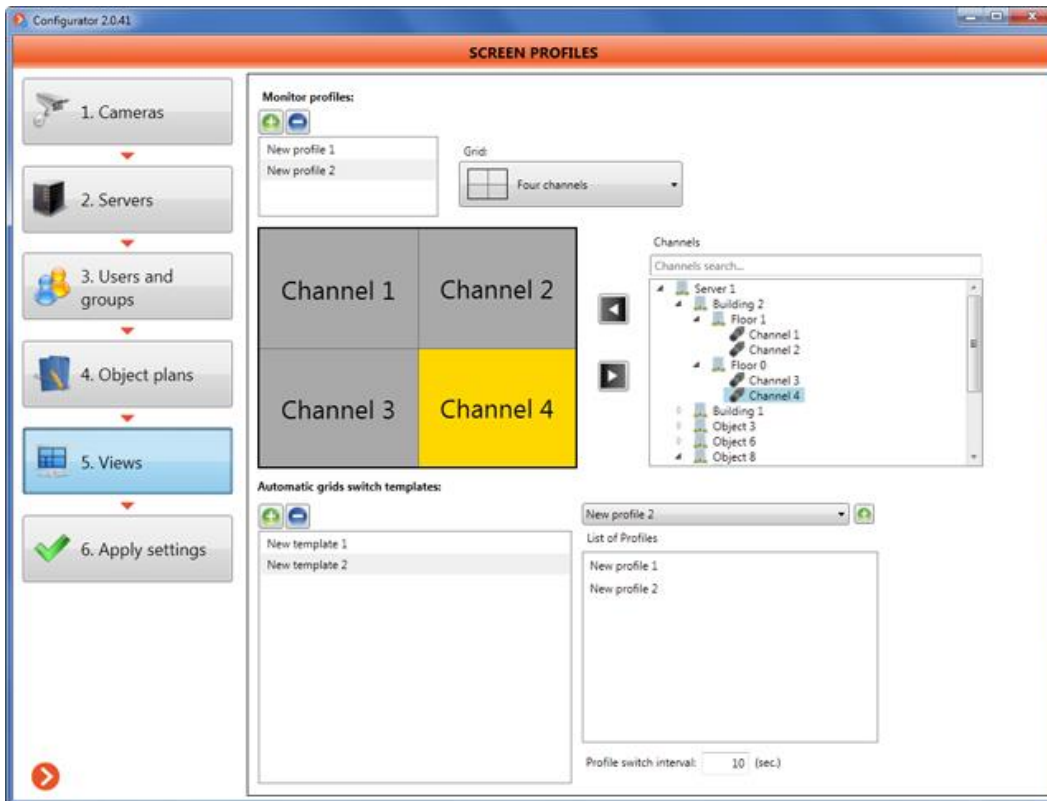 Configurator 2.0.41
SCREEN PROFILES
1. Cameras
2. Servers
3. Users and
groups
4. Object plans
5. Views
6. Apply settings
Monitor profiles:
New profile 1
New profile 2
Grid:
Four channels
Channel 1
Channel 2
Channel 3
Channel 4
Channels
Channels search...
Server 1
Building 2
Floor 1
Channel 1
Channel 2
Floor 0
Channel 3
Channel 4
Building 1
Object 3
Object 6
Object 8
Automatic grids switch templates:
New template 1
New template 2
New profile 2
List of Profiles
New profile 1
New profile 2
Profile switch interval: 10 (sec.)